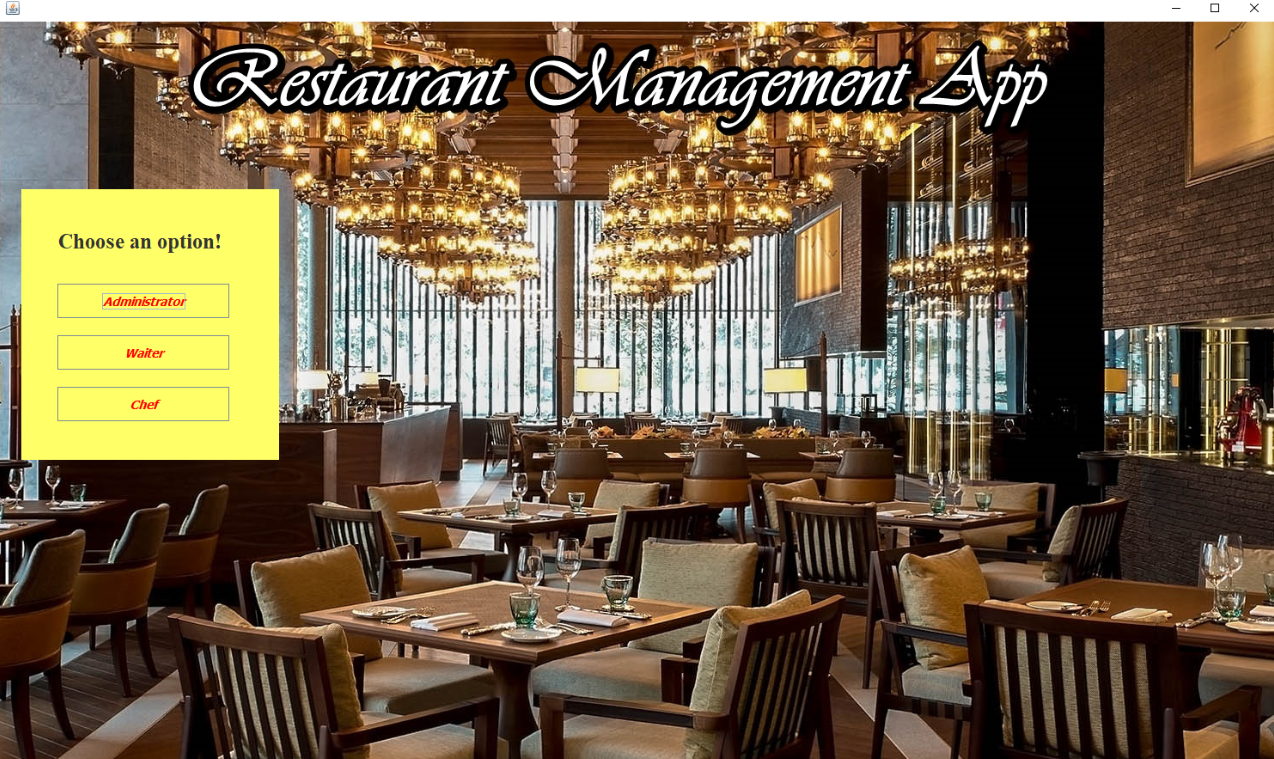 Restaurant Management App
Choose an option!
Administrator
Waiter
Chef